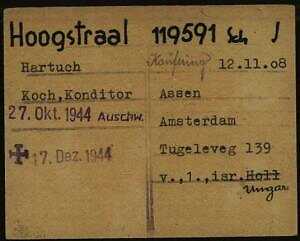 Hoogstraal 119591 Sch J
Hartuch Kaufering 12.11.08
Koch,Konditor Assen
27. Okt. 1944 Auschw. Amsterdam
17. Dez. 1944 Tugeleveg 139
v.,1.,isr.Holl
Ungar